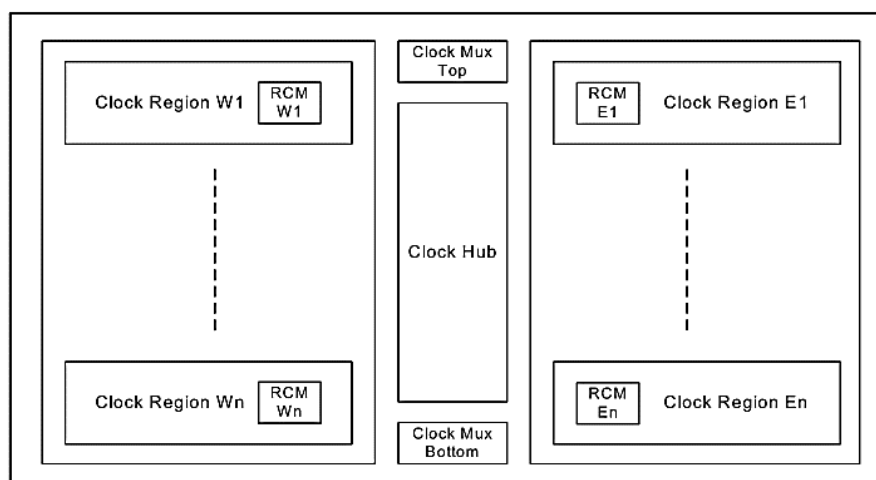 Clock Mux
Top
Clock Region W1
RCM
W1
RCM
E1
Clock Region E1
Clock Hub
Clock Region Wn
RCM
Wn
RCM
En
Clock Region En
Clock Mux
Bottom